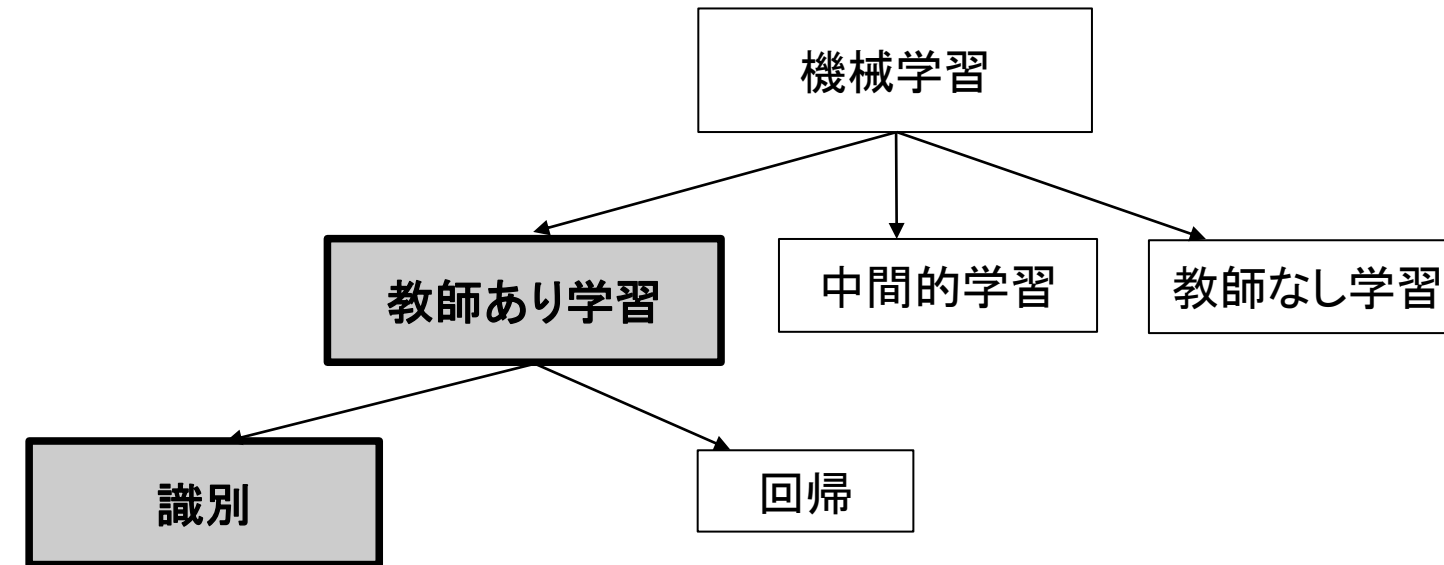 機械学習
教師あり学習
中間的学習
教師なし学習
識別
回帰